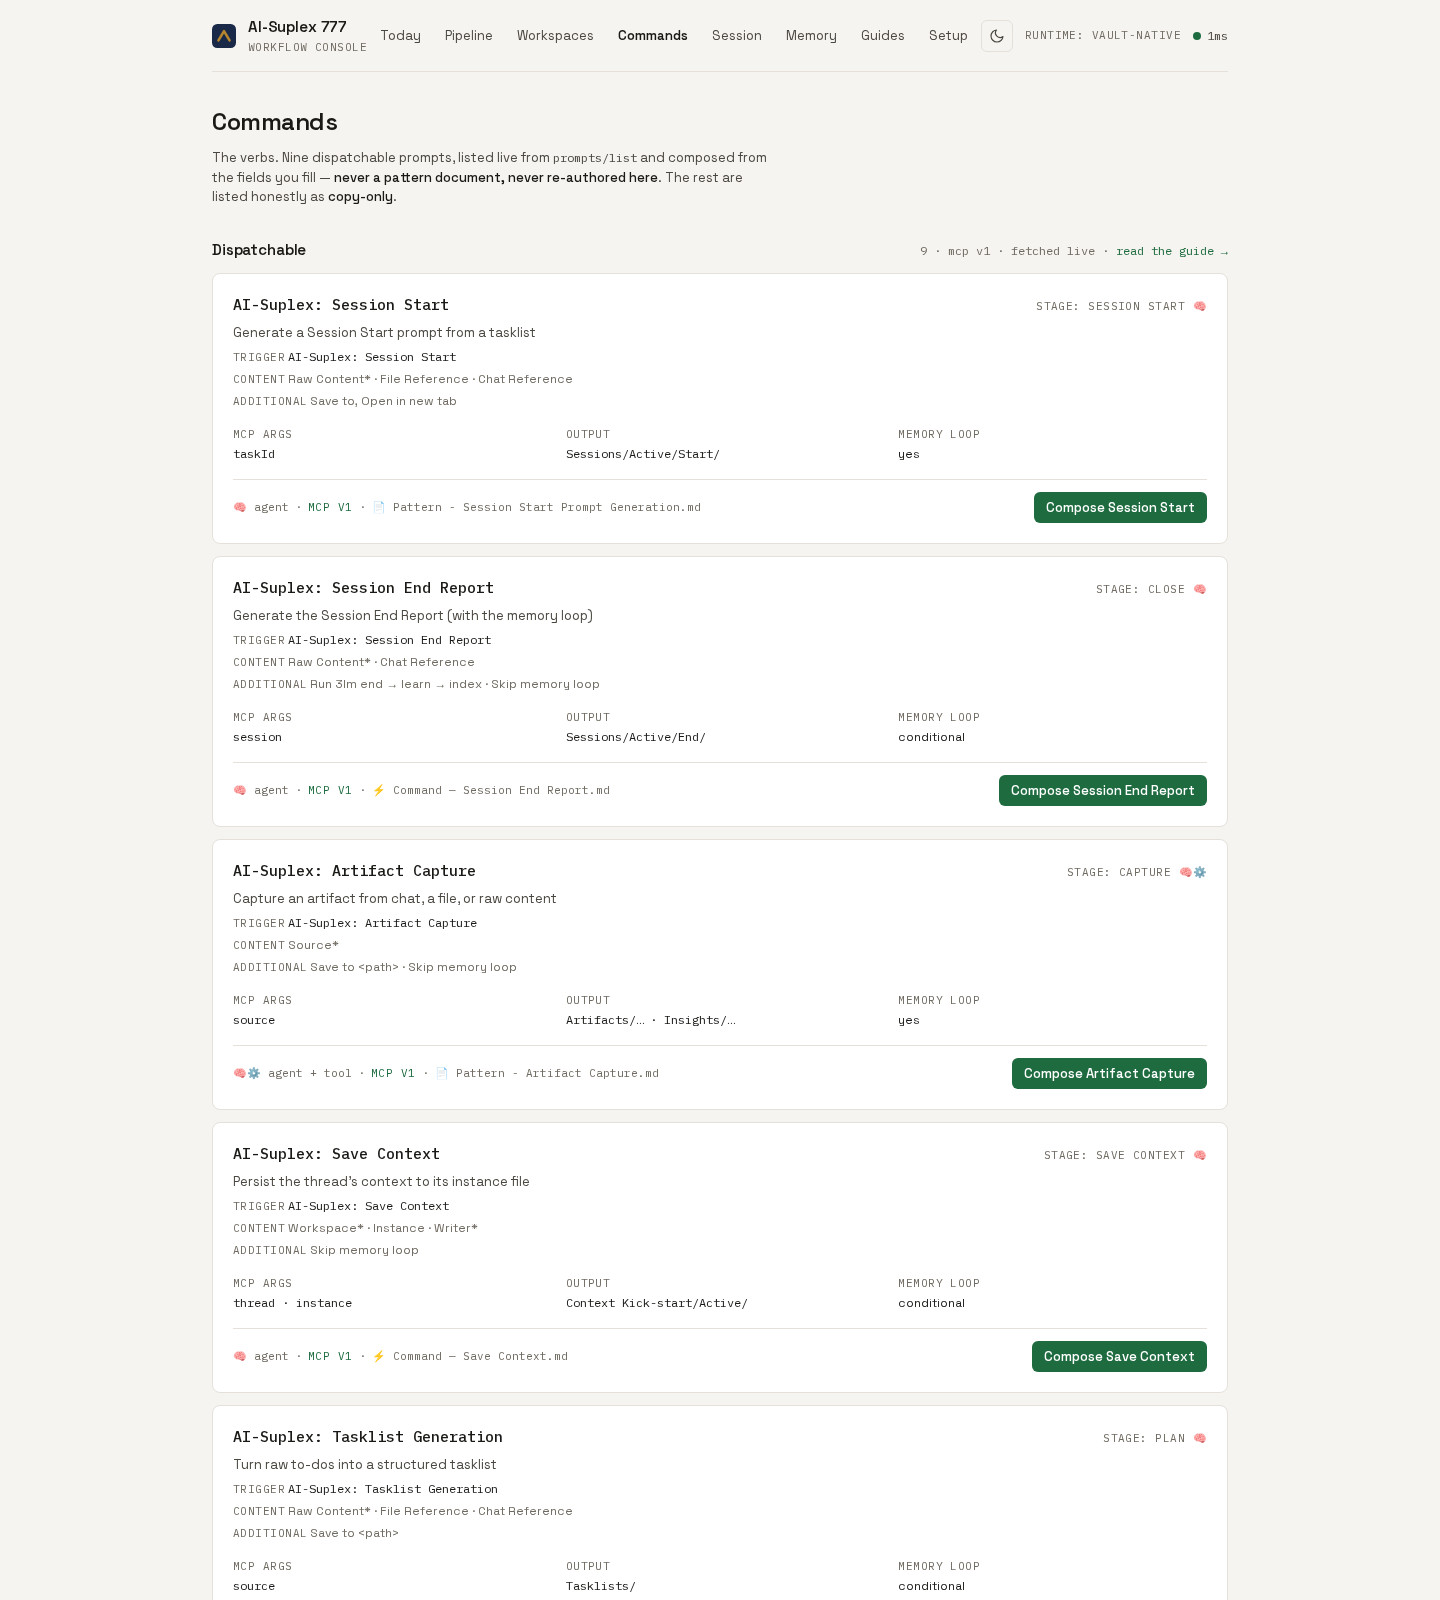 AI-Suplex 777
WORKFLOW CONSOLE
Today Pipeline Workspaces Commands Session Memory Guides Setup RUNTIME: VAULT-NATIVE 1ms
Commands
The verbs. Nine dispatchable prompts, listed live from prompts/list and composed from
the fields you fill — never a pattern document, never re-authored here. The rest are
listed honestly as copy-only.
Dispatchable 9 · mcp v1 · fetched live · read the guide →
AI-Suplex: Session Start STAGE: SESSION START 🧠
Generate a Session Start prompt from a tasklist
TRIGGER AI-Suplex: Session Start
CONTENT Raw Content* · File Reference · Chat Reference
ADDITIONAL Save to, Open in new tab
MCP ARGS OUTPUT MEMORY LOOP
taskId Sessions/Active/Start/ yes
🧠 agent · MCP V1 · 📄 Pattern - Session Start Prompt Generation.md Compose Session Start
AI-Suplex: Session End Report STAGE: CLOSE 🧠
Generate the Session End Report (with the memory loop)
TRIGGER AI-Suplex: Session End Report
CONTENT Raw Content* · Chat Reference
ADDITIONAL Run 3lm end → learn → index · Skip memory loop
MCP ARGS OUTPUT MEMORY LOOP
session Sessions/Active/End/ conditional
🧠 agent · MCP V1 · ⚡ Command — Session End Report.md Compose Session End Report
AI-Suplex: Artifact Capture STAGE: CAPTURE 🧠⚙️
Capture an artifact from chat, a file, or raw content
TRIGGER AI-Suplex: Artifact Capture
CONTENT Source*
ADDITIONAL Save to <path> · Skip memory loop
MCP ARGS OUTPUT MEMORY LOOP
source Artifacts/… · Insights/… yes
🧠⚙️ agent + tool · MCP V1 · 📄 Pattern - Artifact Capture.md Compose Artifact Capture
AI-Suplex: Save Context STAGE: SAVE CONTEXT 🧠
Persist the thread's context to its instance file
TRIGGER AI-Suplex: Save Context
CONTENT Workspace* · Instance · Writer*
ADDITIONAL Skip memory loop
MCP ARGS OUTPUT MEMORY LOOP
thread · instance Context Kick-start/Active/ conditional
🧠 agent · MCP V1 · ⚡ Command — Save Context.md Compose Save Context
AI-Suplex: Tasklist Generation STAGE: PLAN 🧠
Turn raw to-dos into a structured tasklist
TRIGGER AI-Suplex: Tasklist Generation
CONTENT Raw Content* · File Reference · Chat Reference
ADDITIONAL Save to <path>
MCP ARGS OUTPUT MEMORY LOOP
source Tasklists/ conditional